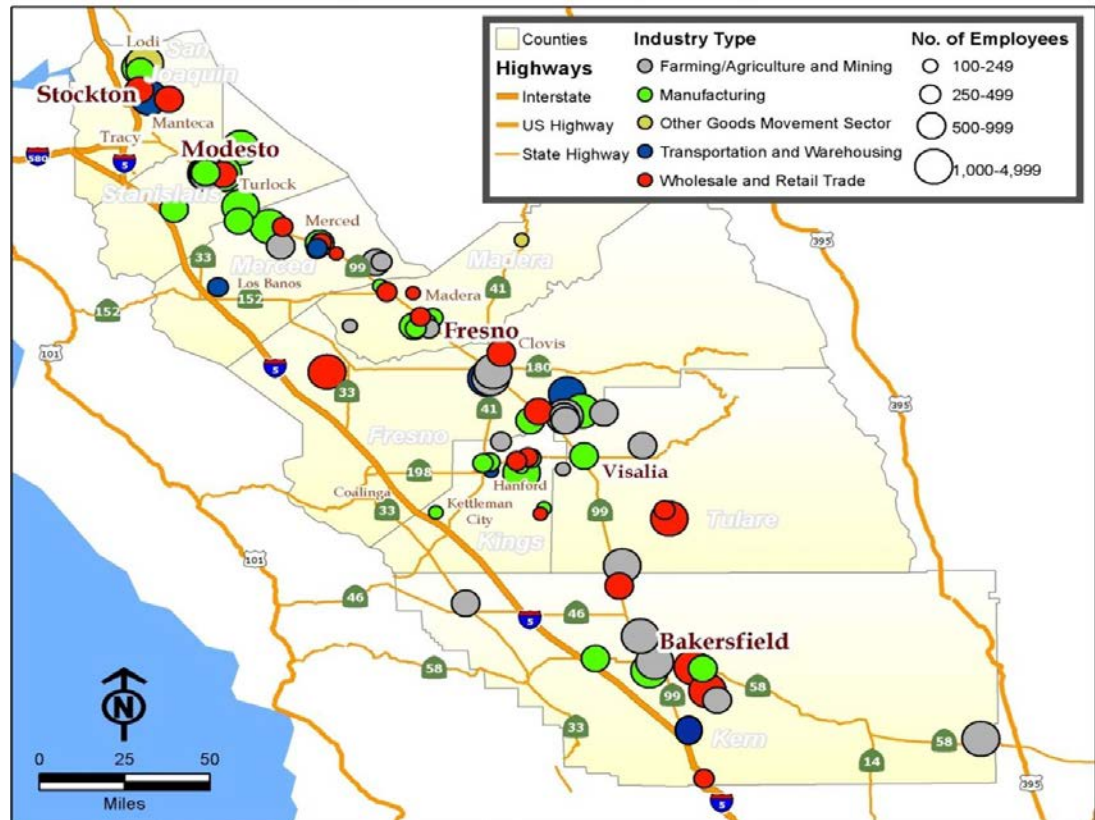 Counties
Highways
Interstate
US Highway
State Highway
Industry Type
Farming/Agriculture and Mining
Manufacturing
Other Goods Movement Sector
Transportation and Warehousing
Wholesale and Retail Trade
No. of Employees
100-249
250-499
500-999
1,000-4,999
Lodi
San
Joaquin
Stockton
Manteca
Tracy
580
5
Modesto
Turlock
Stanislaus
395
Merced
33
Merced
99
Madera
41
Los Banos
152
Madera
152
Fresno
101
Clovis
5
180
33
395
41
Fresno
198
Hanford
Visalia
Coalinga
33
Kettleman
City
99
Tulare
Kings
101
46
5
46
Bakersfield
58
58
99
33
Kern
58
14
395
5
N
0 25 50
Miles